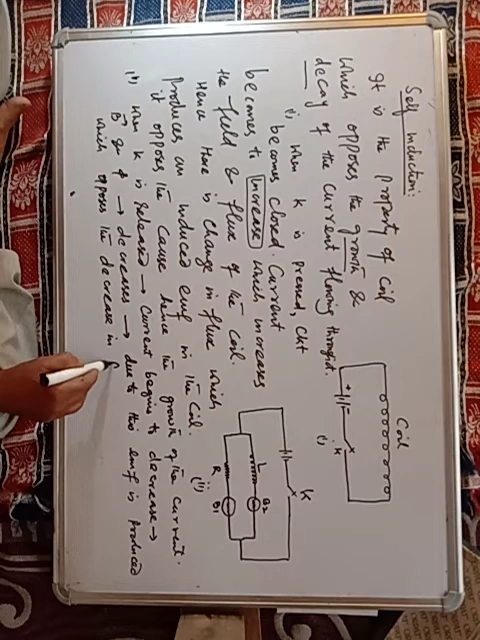 Self Induction:
It is the property of coil
Which opposes the growth &
decay of the current flowing through it.
(i) When K is pressed, ckt
becomes closed. Current
becomes to increase which increases
the field & flux of the coil.
Hence there is change in flux which
produces an induced emf in the coil.
it opposes the cause hence the growth of the current.
(ii) when K is released → current begins to decrease →
B & ϕ → decreases → due to this emf is produced
which opposes the decrease in
Coil
+
-
K
(i)
K
L
B2
R
B1
(ii)